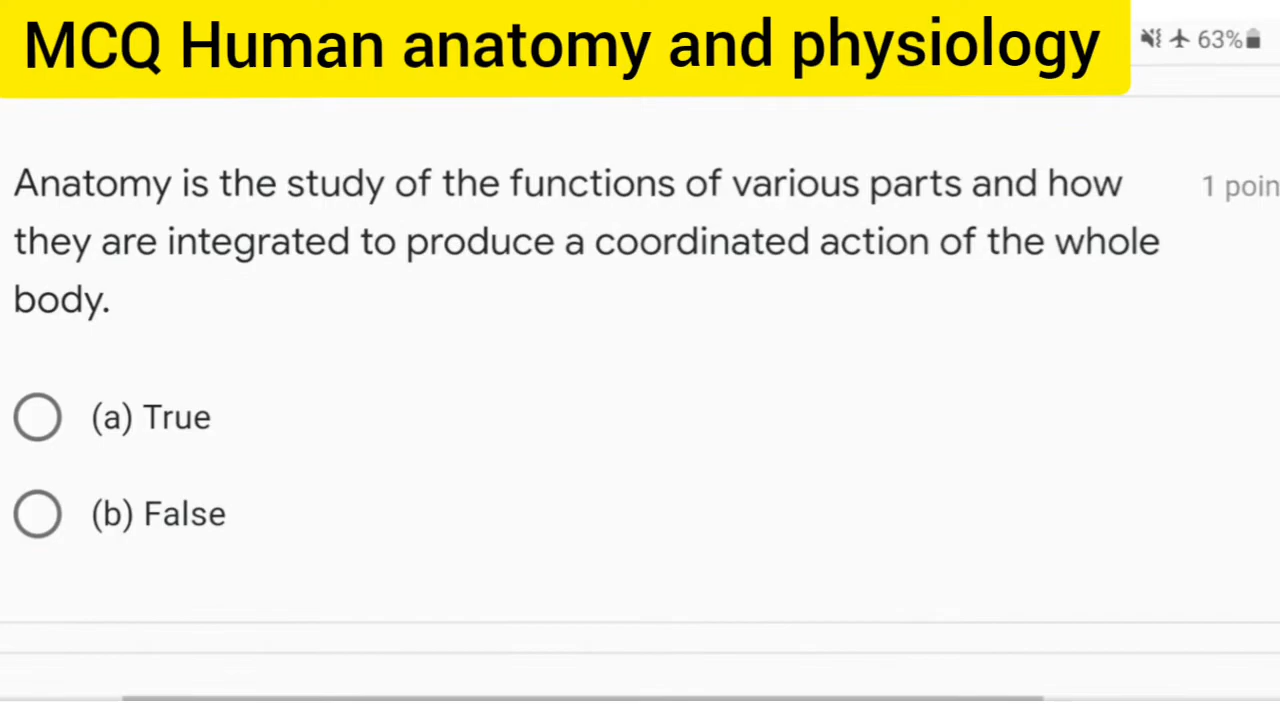 MCQ Human anatomy and physiology
63%
Anatomy is the study of the functions of various parts and how
1 poin
they are integrated to produce a coordinated action of the whole
body.
(a) True
(b) False